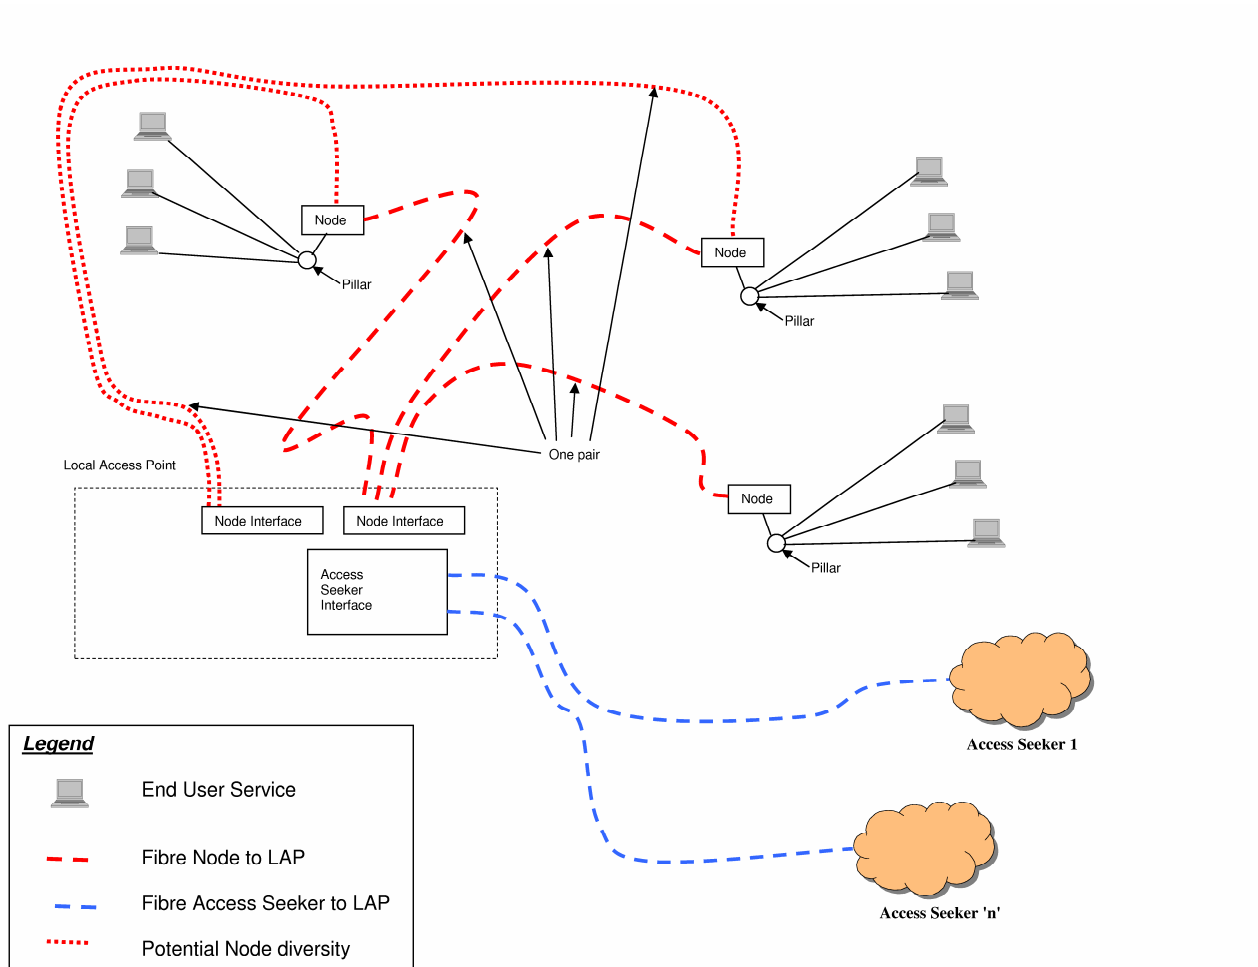 Node
Pillar
Node
Pillar
One pair
Local Access Point
Node
Node Interface
Node Interface
Pillar
Access
Seeker
Interface
Access Seeker 1
Legend
End User Service
Fibre Node to LAP
Fibre Access Seeker to LAP
Access Seeker 'n'
Potential Node diversity